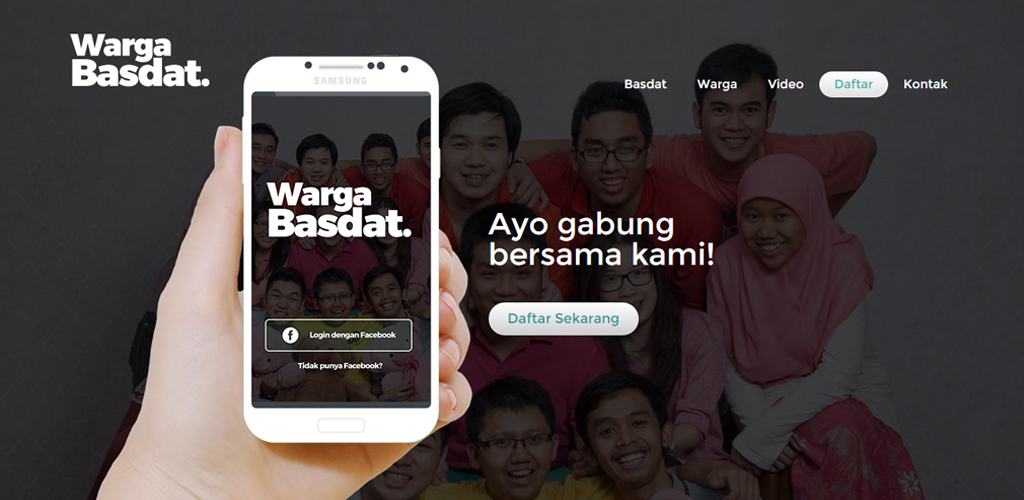 Warga
Basdat.
Basdat
Warga
Video
Daftar
Kontak
SAMSUNG
Warga
Basdat.
Login dengan Facebook
Tidak punya Facebook?
Ayo gabung
bersama kami!
Daftar Sekarang